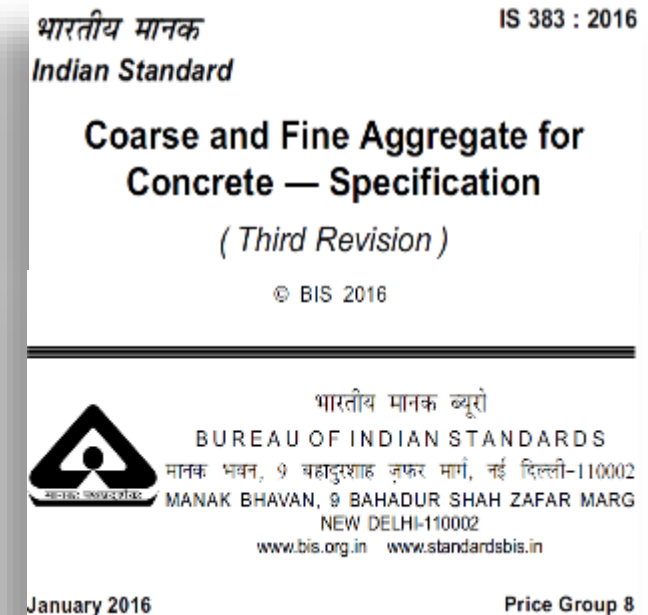 भारतीय मानक
IS 383 : 2016
Indian Standard
Coarse and Fine Aggregate for
Concrete — Specification
( Third Revision )
© BIS 2016
भारतीय मानक ब्यूरो
BUREAU OF INDIAN STANDARDS
मानक भवन, 9 बहादुरशाह ज़फर मार्ग, नई दिल्ली-110002
MANAK BHAVAN, 9 BAHADUR SHAH ZAFAR MARG
NEW DELHI-110002
www.bis.org.in www.standardsbis.in
January 2016
Price Group 8